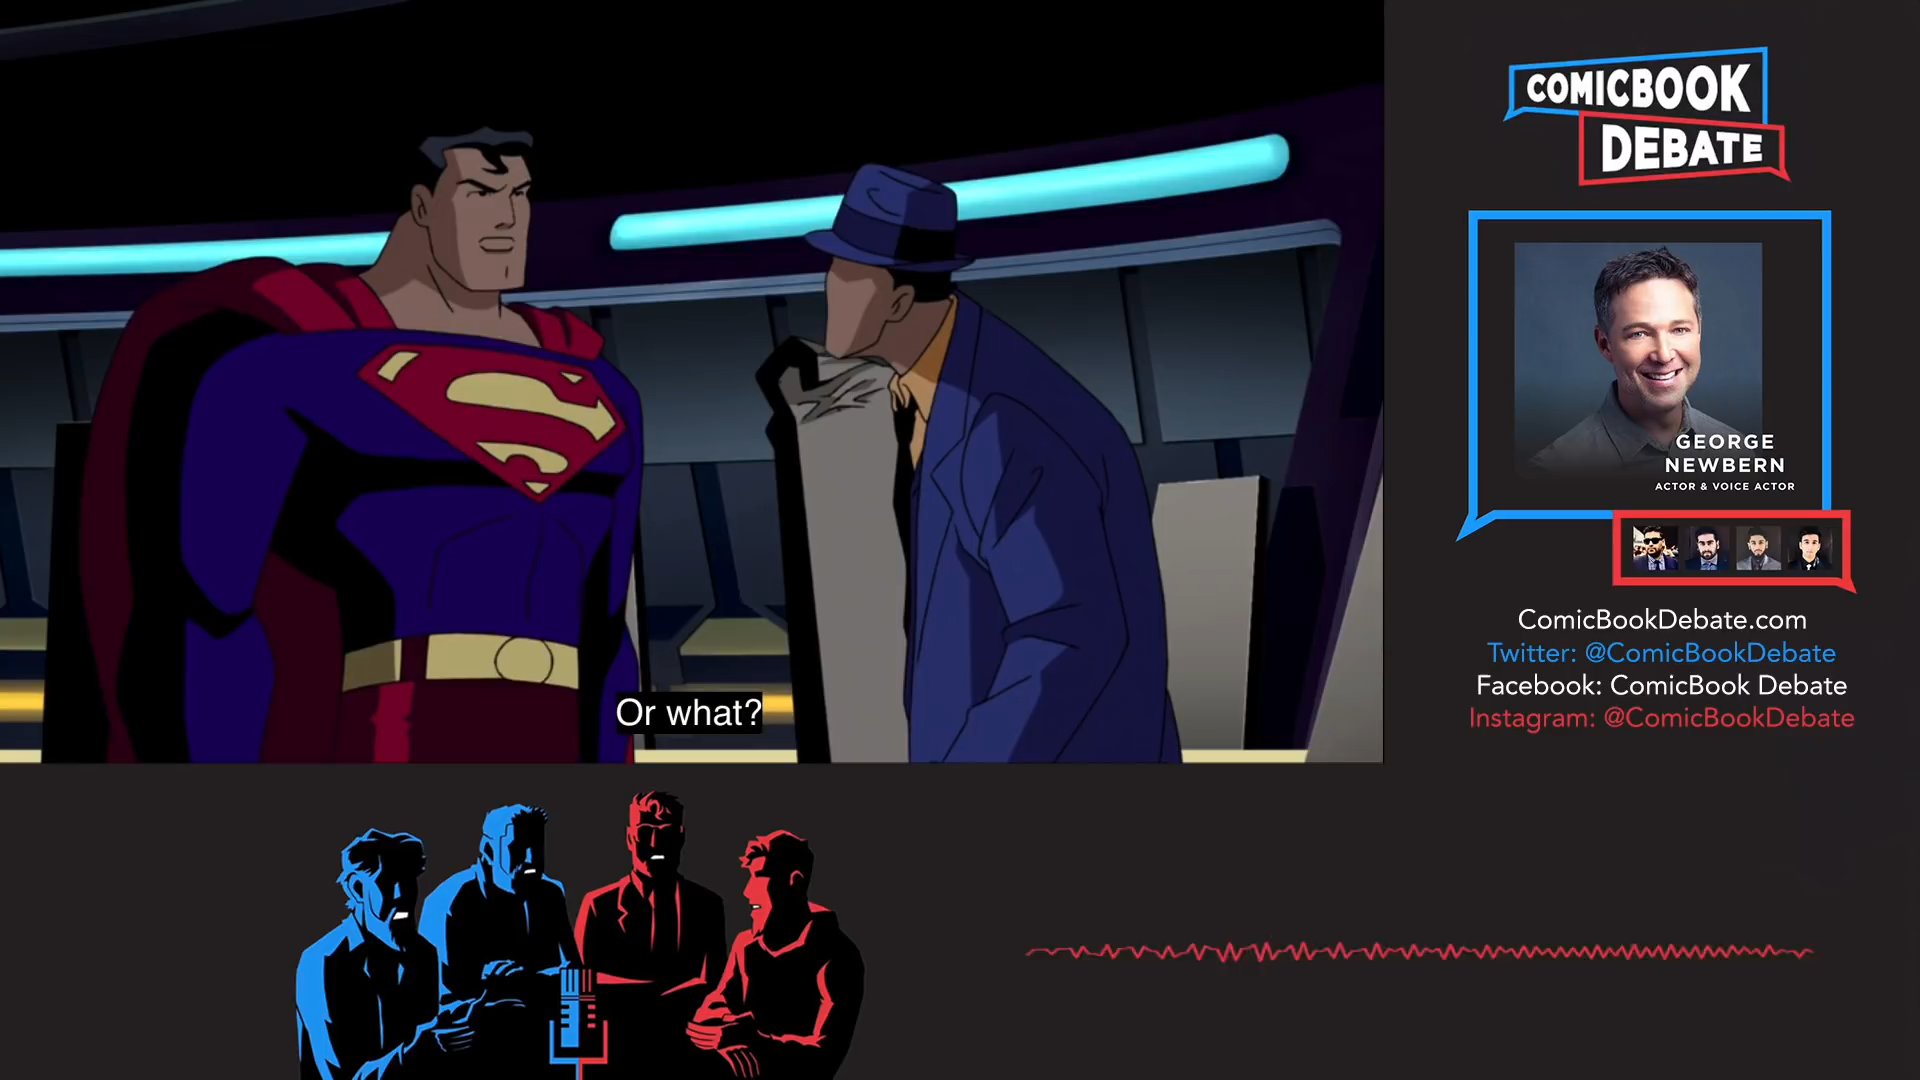 COMICBOOK
DEBATE
GEORGE
NEWBERN
ACTOR & VOICE ACTOR
ComicBookDebate.com
Twitter: @ComicBookDebate
Facebook: ComicBook Debate
Instagram: @ComicBookDebate
Or what?